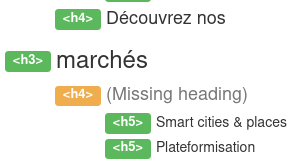 <h4> Découvrez nos
<h3> marchés
<h4> (Missing heading)
<h5> Smart cities & places
<h5> Plateformisation